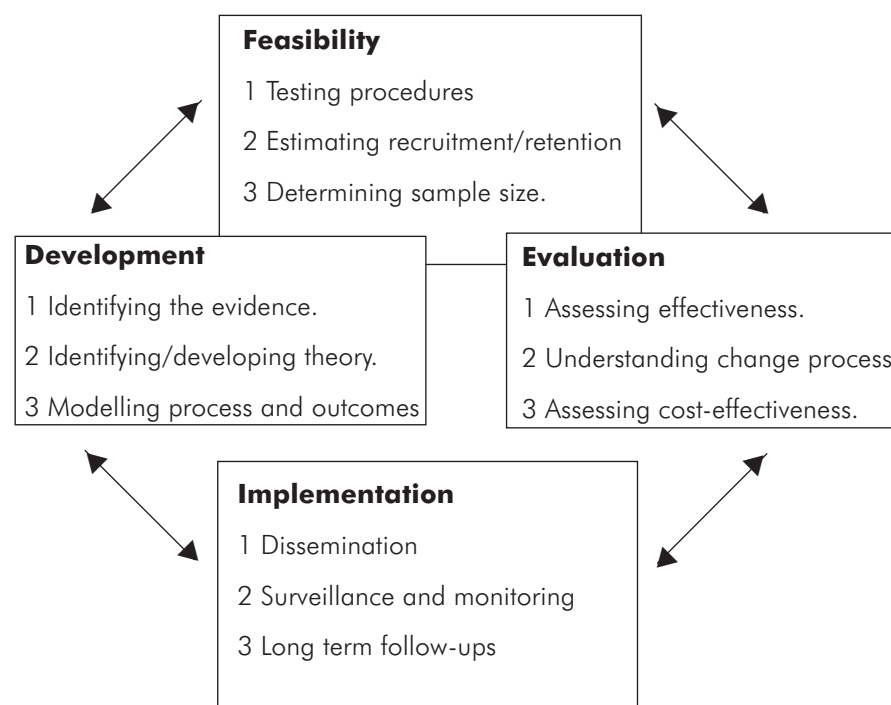 Feasibility
1 Testing procedures
2 Estimating recruitment/retention
3 Determining sample size.
Development
1 Identifying the evidence.
2 Identifying/developing theory.
3 Modelling process and outcomes
Evaluation
1 Assessing effectiveness.
2 Understanding change process
3 Assessing cost-effectiveness.
Implementation
1 Dissemination
2 Surveillance and monitoring
3 Long term follow-ups